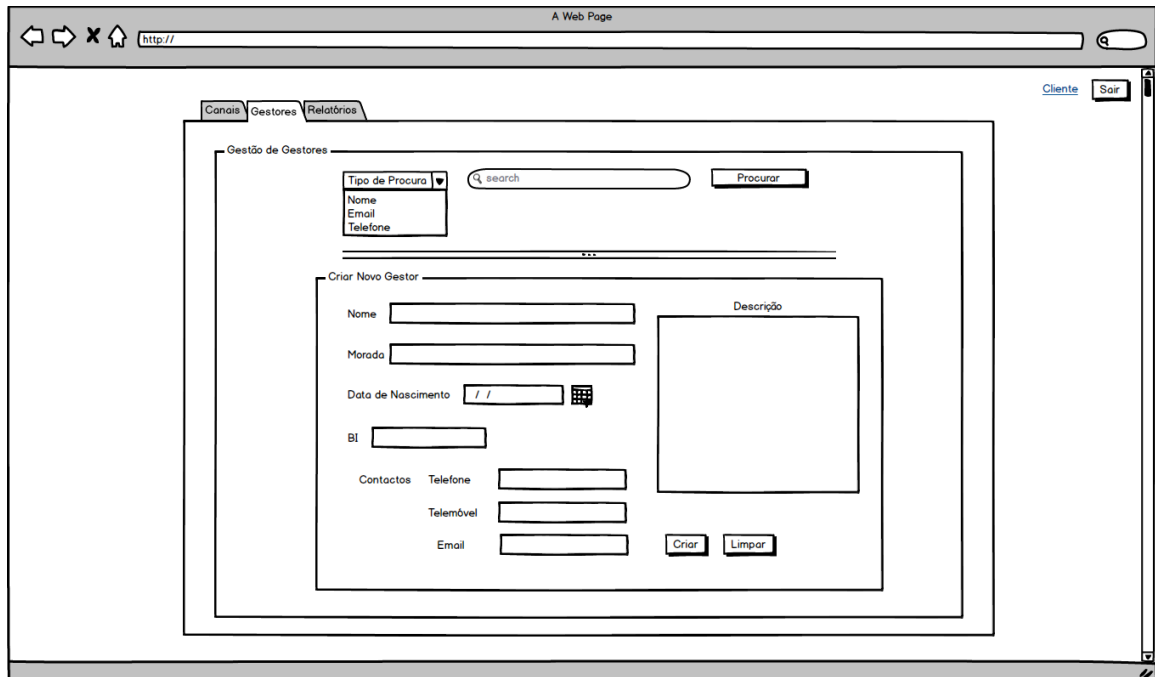 A Web Page
http://
Cliente Sair
Canais Gestores Relatórios
Gestão de Gestores
Tipo de Procura search Procurar
Nome
Email
Telefone
Criar Novo Gestor
Nome
Descrição
Morada
Data de Nascimento / /
BI
Contactos Telefone
Telemóvel
Email Criar Limpar